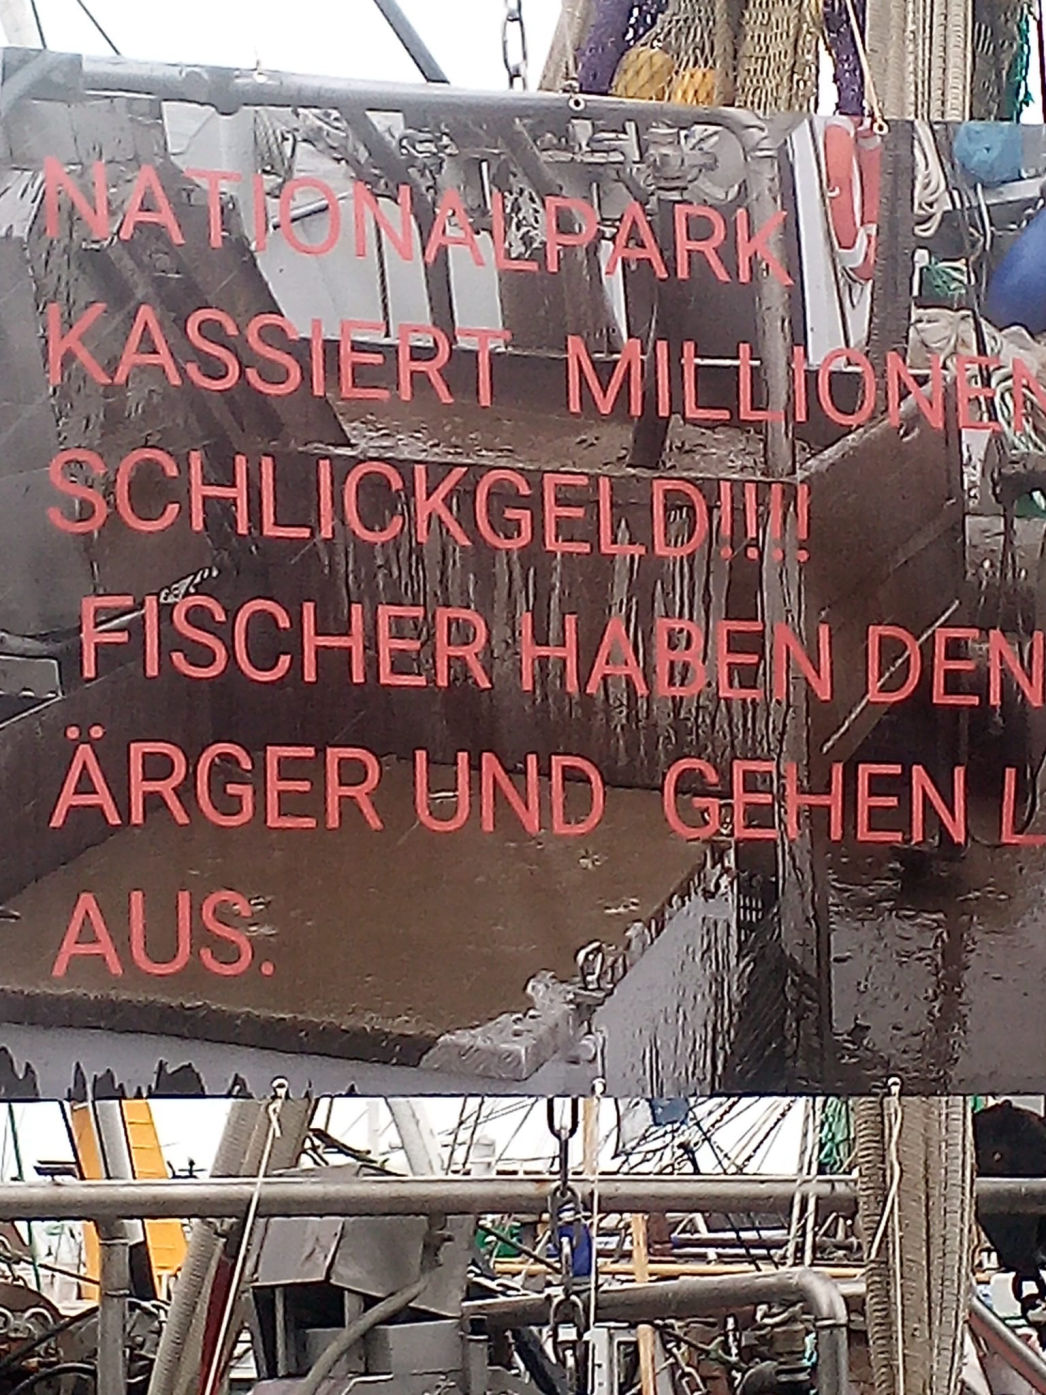 NATIONALPARK
KASSIERT MILLIONEN
SCHLICKGELD!!!!
FISCHER HABEN DEN
ÄRGER UND GEHEN L
AUS.